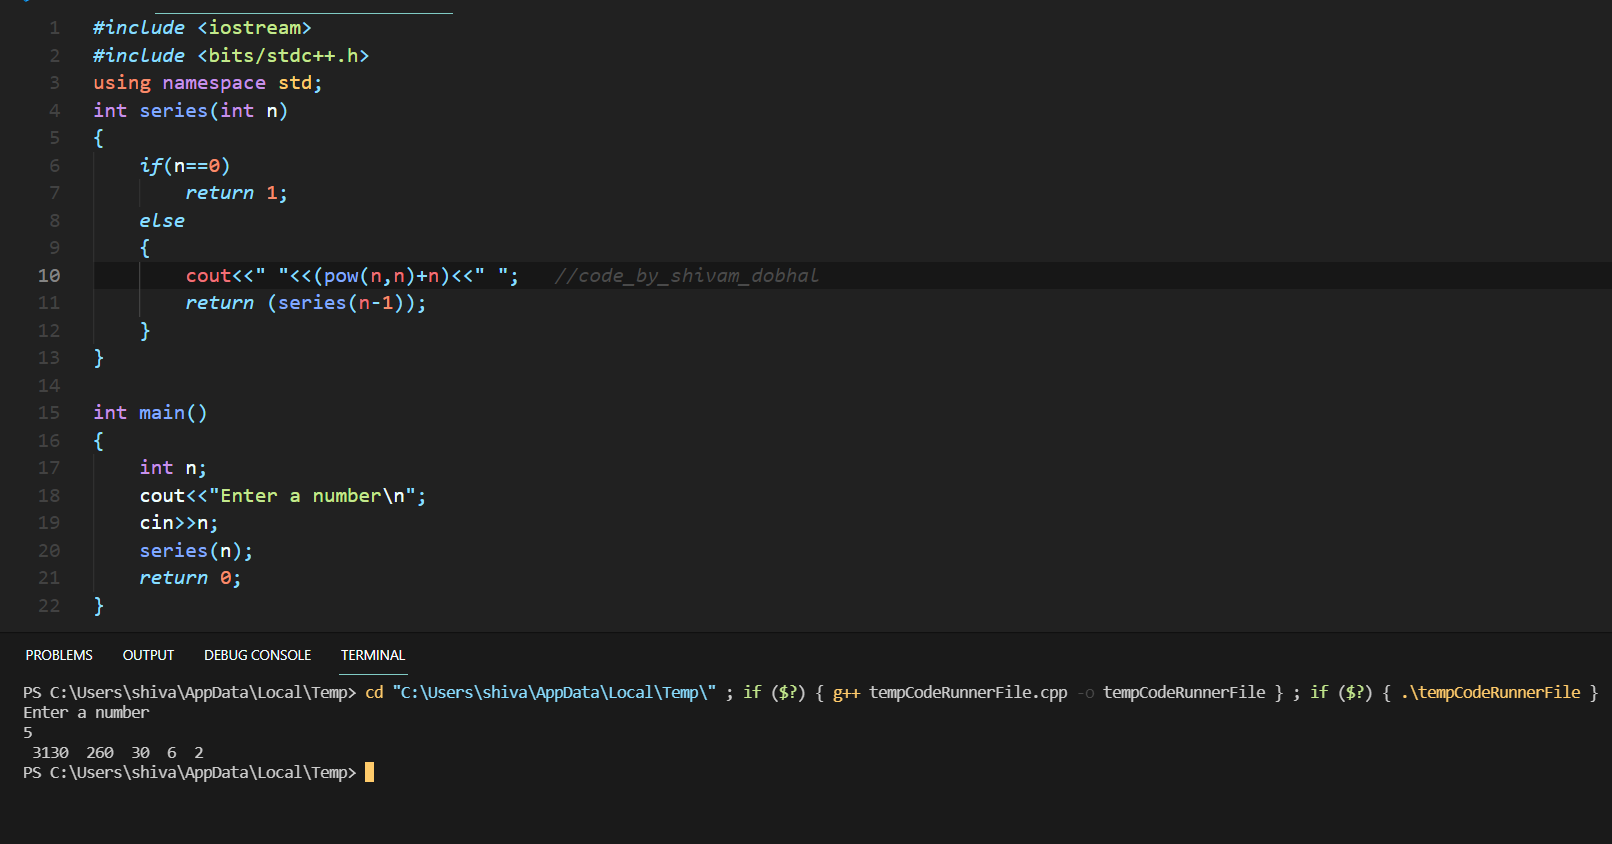 1 #include <iostream>
2 #include <bits/stdc++.h>
3 using namespace std;
4 int series(int n)
5 {
6     if(n==0)
7         return 1;
8     else
9     {
10         cout<<" "<<(pow(n,n)+n)<<" ";   //code_by_shivam_dobhal
11         return (series(n-1));
12     }
13 }
14
15 int main()
16 {
17     int n;
18     cout<<"Enter a number\n";
19     cin>>n;
20     series(n);
21     return 0;
22 }
PROBLEMS OUTPUT DEBUG CONSOLE TERMINAL
PS C:\Users\shiva\AppData\Local\Temp> cd "C:\Users\shiva\AppData\Local\Temp\" ; if ($?) { g++ tempCodeRunnerFile.cpp -o tempCodeRunnerFile } ; if ($?) { .\tempCodeRunnerFile }
Enter a number
5
 3130  260  30  6  2
PS C:\Users\shiva\AppData\Local\Temp>